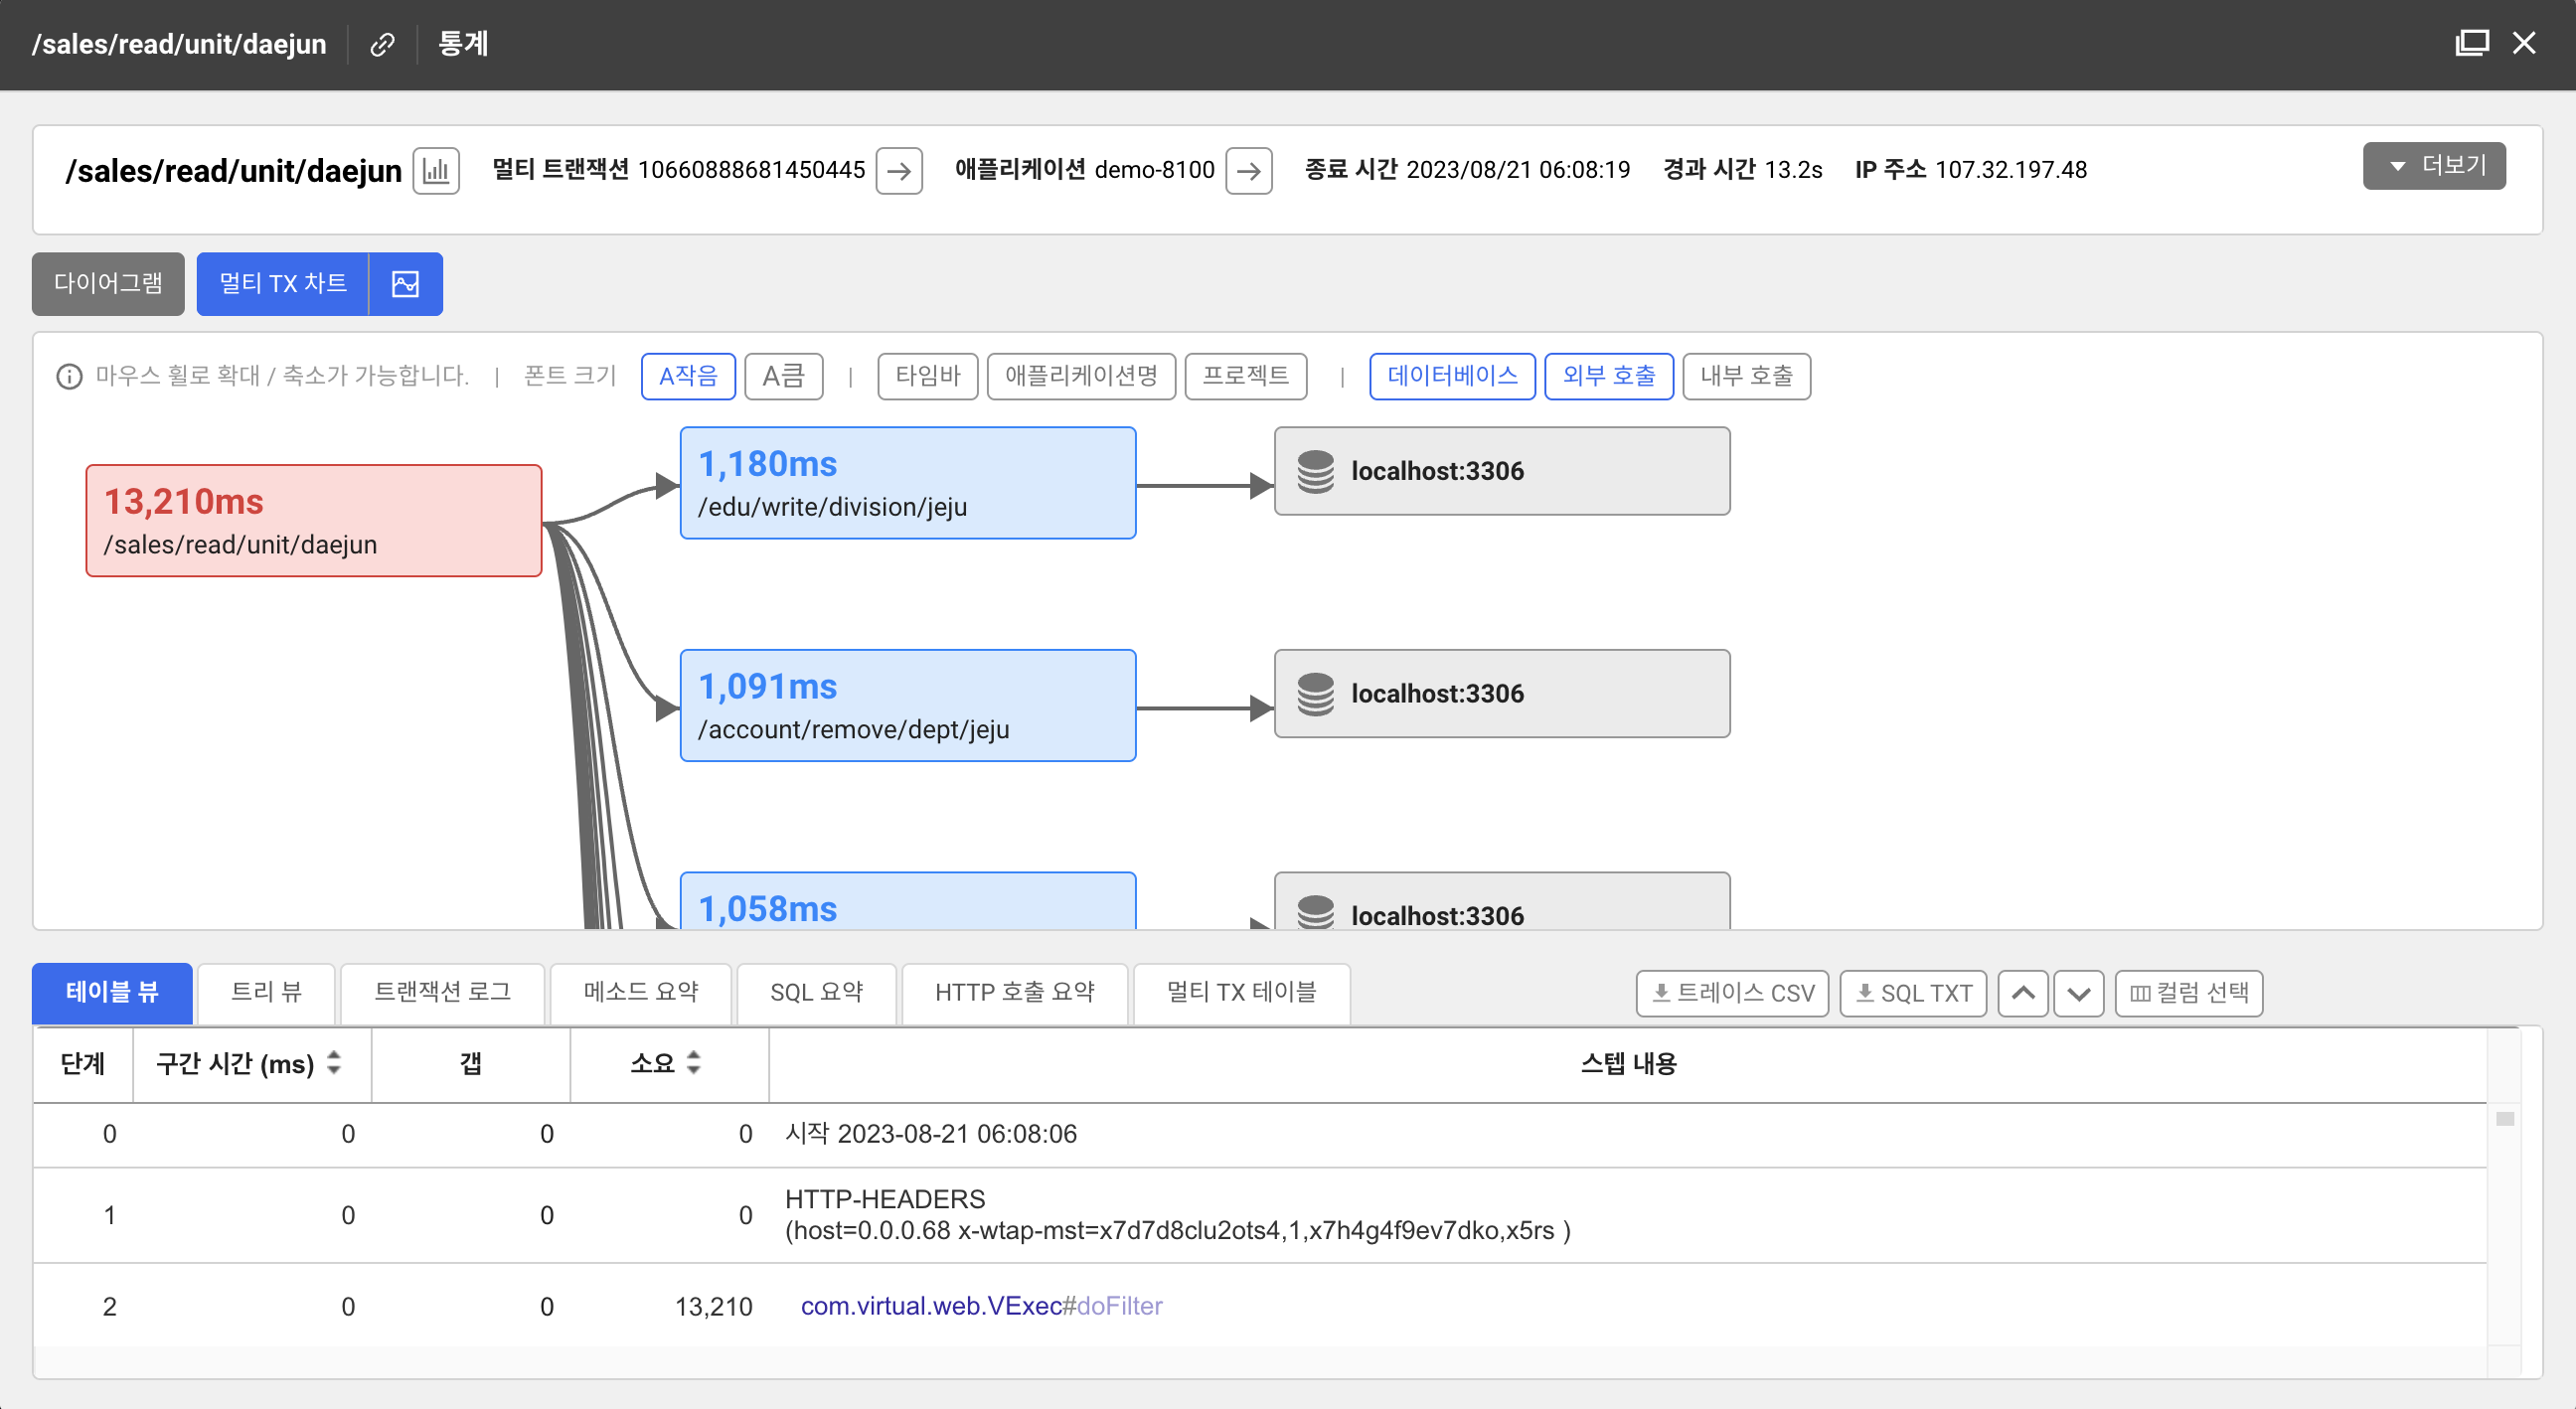 /sales/read/unit/daejun 통계
/sales/read/unit/daejun 멀티 트랜잭션 10660888681450445 애플리케이션 demo-8100 종료 시간 2023/08/21 06:08:19 경과 시간 13.2s IP 주소 107.32.197.48 더보기
다이어그램 멀티 TX 차트
마우스 휠로 확대 / 축소가 가능합니다. | 폰트 크기 A작음 A큼 | 타임바 애플리케이션명 프로젝트 | 데이터베이스 외부 호출 내부 호출
13,210ms
/sales/read/unit/daejun
1,180ms
/edu/write/division/jeju
localhost:3306
1,091ms
/account/remove/dept/jeju
localhost:3306
1,058ms
localhost:3306
테이블 뷰 트리 뷰 트랜잭션 로그 메소드 요약 SQL 요약 HTTP 호출 요약 멀티 TX 테이블 트레이스 CSV SQL TXT 컬럼 선택
단계 구간 시간 (ms) 갭 소요 스텝 내용
0 0 0 0 시작 2023-08-21 06:08:06
1 0 0 0 HTTP-HEADERS
(host=0.0.0.68 x-wtap-mst=x7d7d8clu2ots4,1,x7h4g4f9ev7dko,x5rs )
2 0 0 13,210 com.virtual.web.VExec#doFilter